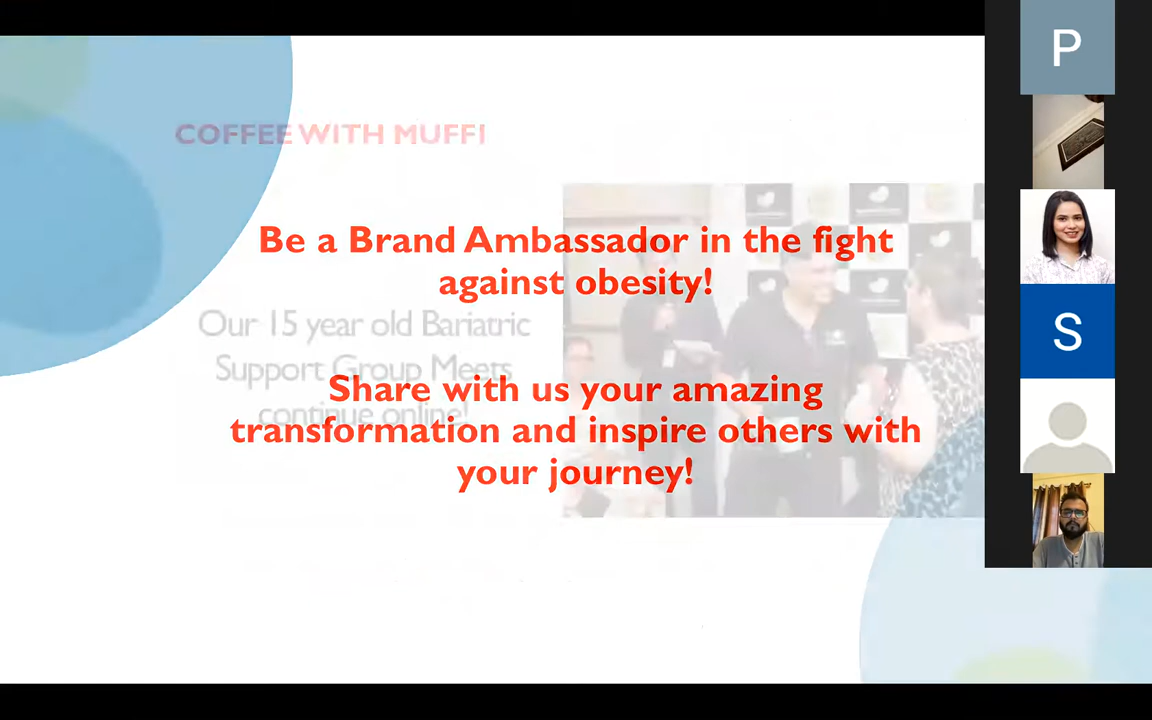 COFFEE WITH MUFFI
Be a Brand Ambassador in the fight
against obesity!
Our 15 year old Bariatric
Support Group Meets
continue online!
Share with us your amazing
transformation and inspire others with
your journey!
P
S